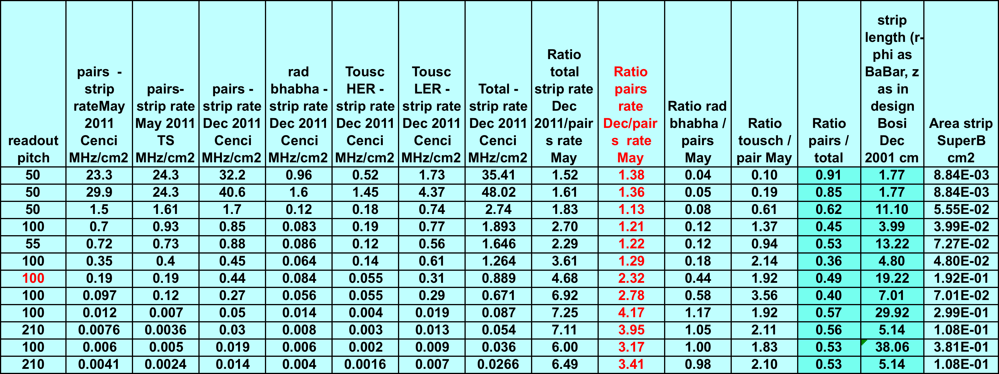 readout pitch | pairs - strip rateMay 2011 Cenci MHz/cm2 | pairs- strip rate May 2011 TS MHz/cm2 | pairs - strip rate Dec 2011 Cenci MHz/cm2 | rad bhabha - strip rate Dec 2011 Cenci MHz/cm2 | Tousc HER - strip rate Dec 2011 Cenci MHz/cm2 | Tousc LER - strip rate Dec 2011 Cenci MHz/cm2 | Total - strip rate Dec 2011 Cenci MHz/cm2 | Ratio total strip rate Dec 2011/pair s rate May | Ratio pairs rate Dec/pair s rate May | Ratio rad bhabha / pairs May | Ratio tousch / pair May | Ratio pairs / total | strip length (r- phi as BaBar, z as in design Bosi Dec 2001 cm | Area strip SuperB cm2
50 | 23.3 | 24.3 | 32.2 | 0.96 | 0.52 | 1.73 | 35.41 | 1.52 | 1.38 | 0.04 | 0.10 | 0.91 | 1.77 | 8.84E-03
50 | 29.9 | 24.3 | 40.6 | 1.6 | 1.45 | 4.37 | 48.02 | 1.61 | 1.36 | 0.05 | 0.19 | 0.85 | 1.77 | 8.84E-03
50 | 1.5 | 1.61 | 1.7 | 0.12 | 0.18 | 0.74 | 2.74 | 1.83 | 1.13 | 0.08 | 0.61 | 0.62 | 11.10 | 5.55E-02
100 | 0.7 | 0.93 | 0.85 | 0.083 | 0.19 | 0.77 | 1.893 | 2.70 | 1.21 | 0.12 | 1.37 | 0.45 | 3.99 | 3.99E-02
55 | 0.72 | 0.73 | 0.88 | 0.086 | 0.12 | 0.56 | 1.646 | 2.29 | 1.22 | 0.12 | 0.94 | 0.53 | 13.22 | 7.27E-02
100 | 0.35 | 0.4 | 0.45 | 0.064 | 0.14 | 0.61 | 1.264 | 3.61 | 1.29 | 0.18 | 2.14 | 0.36 | 4.80 | 4.80E-02
100 | 0.19 | 0.19 | 0.44 | 0.084 | 0.055 | 0.31 | 0.889 | 4.68 | 2.32 | 0.44 | 1.92 | 0.49 | 19.22 | 1.92E-01
100 | 0.097 | 0.12 | 0.27 | 0.056 | 0.055 | 0.29 | 0.671 | 6.92 | 2.78 | 0.58 | 3.56 | 0.40 | 7.01 | 7.01E-02
100 | 0.012 | 0.007 | 0.05 | 0.014 | 0.004 | 0.019 | 0.087 | 7.25 | 4.17 | 1.17 | 1.92 | 0.57 | 29.92 | 2.99E-01
210 | 0.0076 | 0.0036 | 0.03 | 0.008 | 0.003 | 0.013 | 0.054 | 7.11 | 3.95 | 1.05 | 2.11 | 0.56 | 5.14 | 1.08E-01
100 | 0.006 | 0.005 | 0.019 | 0.006 | 0.002 | 0.009 | 0.036 | 6.00 | 3.17 | 1.00 | 1.83 | 0.53 | 38.06 | 3.81E-01
210 | 0.0041 | 0.0024 | 0.014 | 0.004 | 0.0016 | 0.007 | 0.0266 | 6.49 | 3.41 | 0.98 | 2.10 | 0.53 | 5.14 | 1.08E-01